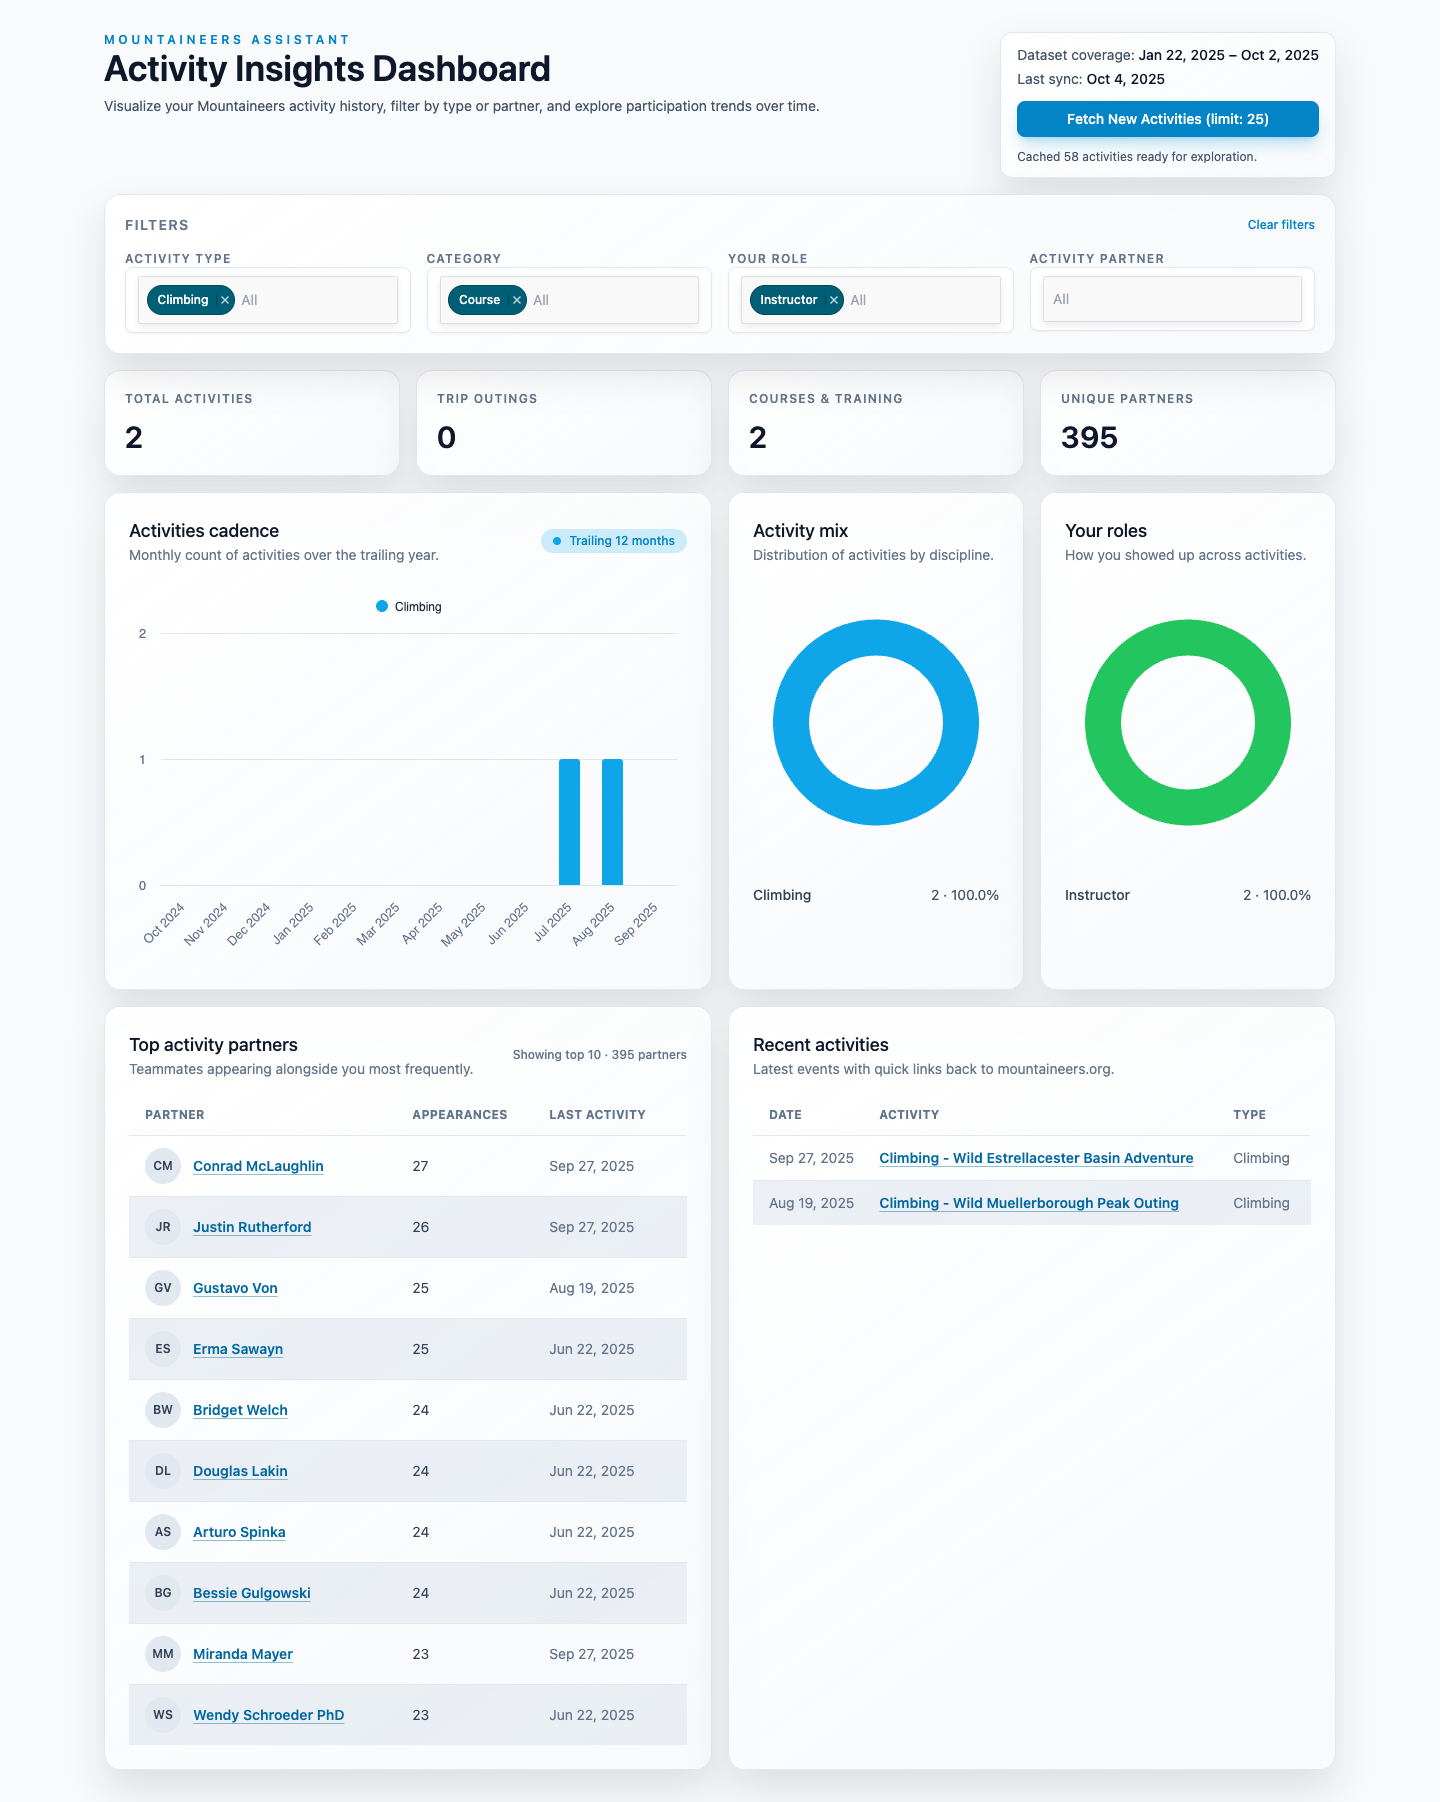 MOUNTAINEERS ASSISTANT
Activity Insights Dashboard
Visualize your Mountaineers activity history, filter by type or partner, and explore participation trends over time.
Dataset coverage: Jan 22, 2025 – Oct 2, 2025
Last sync: Oct 4, 2025
Fetch New Activities (limit: 25)
Cached 58 activities ready for exploration.
FILTERS
Clear filters
ACTIVITY TYPE
Climbing × All
CATEGORY
Course × All
YOUR ROLE
Instructor × All
ACTIVITY PARTNER
All
TOTAL ACTIVITIES
2
TRIP OUTINGS
0
COURSES & TRAINING
2
UNIQUE PARTNERS
395
Activities cadence
Monthly count of activities over the trailing year.
Trailing 12 months
Climbing
2
1
0
Oct 2024
Nov 2024
Dec 2024
Jan 2025
Feb 2025
Mar 2025
Apr 2025
May 2025
Jun 2025
Jul 2025
Aug 2025
Sep 2025
Activity mix
Distribution of activities by discipline.
Climbing 2 · 100.0%
Your roles
How you showed up across activities.
Instructor 2 · 100.0%
Top activity partners
Teammates appearing alongside you most frequently.
Showing top 10 · 395 partners
PARTNER APPEARANCES LAST ACTIVITY
CM Conrad McLaughlin 27 Sep 27, 2025
JR Justin Rutherford 26 Sep 27, 2025
GV Gustavo Von 25 Aug 19, 2025
ES Erma Sawayn 25 Jun 22, 2025
BW Bridget Welch 24 Jun 22, 2025
DL Douglas Lakin 24 Jun 22, 2025
AS Arturo Spinka 24 Jun 22, 2025
BG Bessie Gulgowski 24 Jun 22, 2025
MM Miranda Mayer 23 Sep 27, 2025
WS Wendy Schroeder PhD 23 Jun 22, 2025
Recent activities
Latest events with quick links back to mountaineers.org.
DATE ACTIVITY TYPE
Sep 27, 2025 Climbing - Wild Estrellacester Basin Adventure Climbing
Aug 19, 2025 Climbing - Wild Muellerborough Peak Outing Climbing